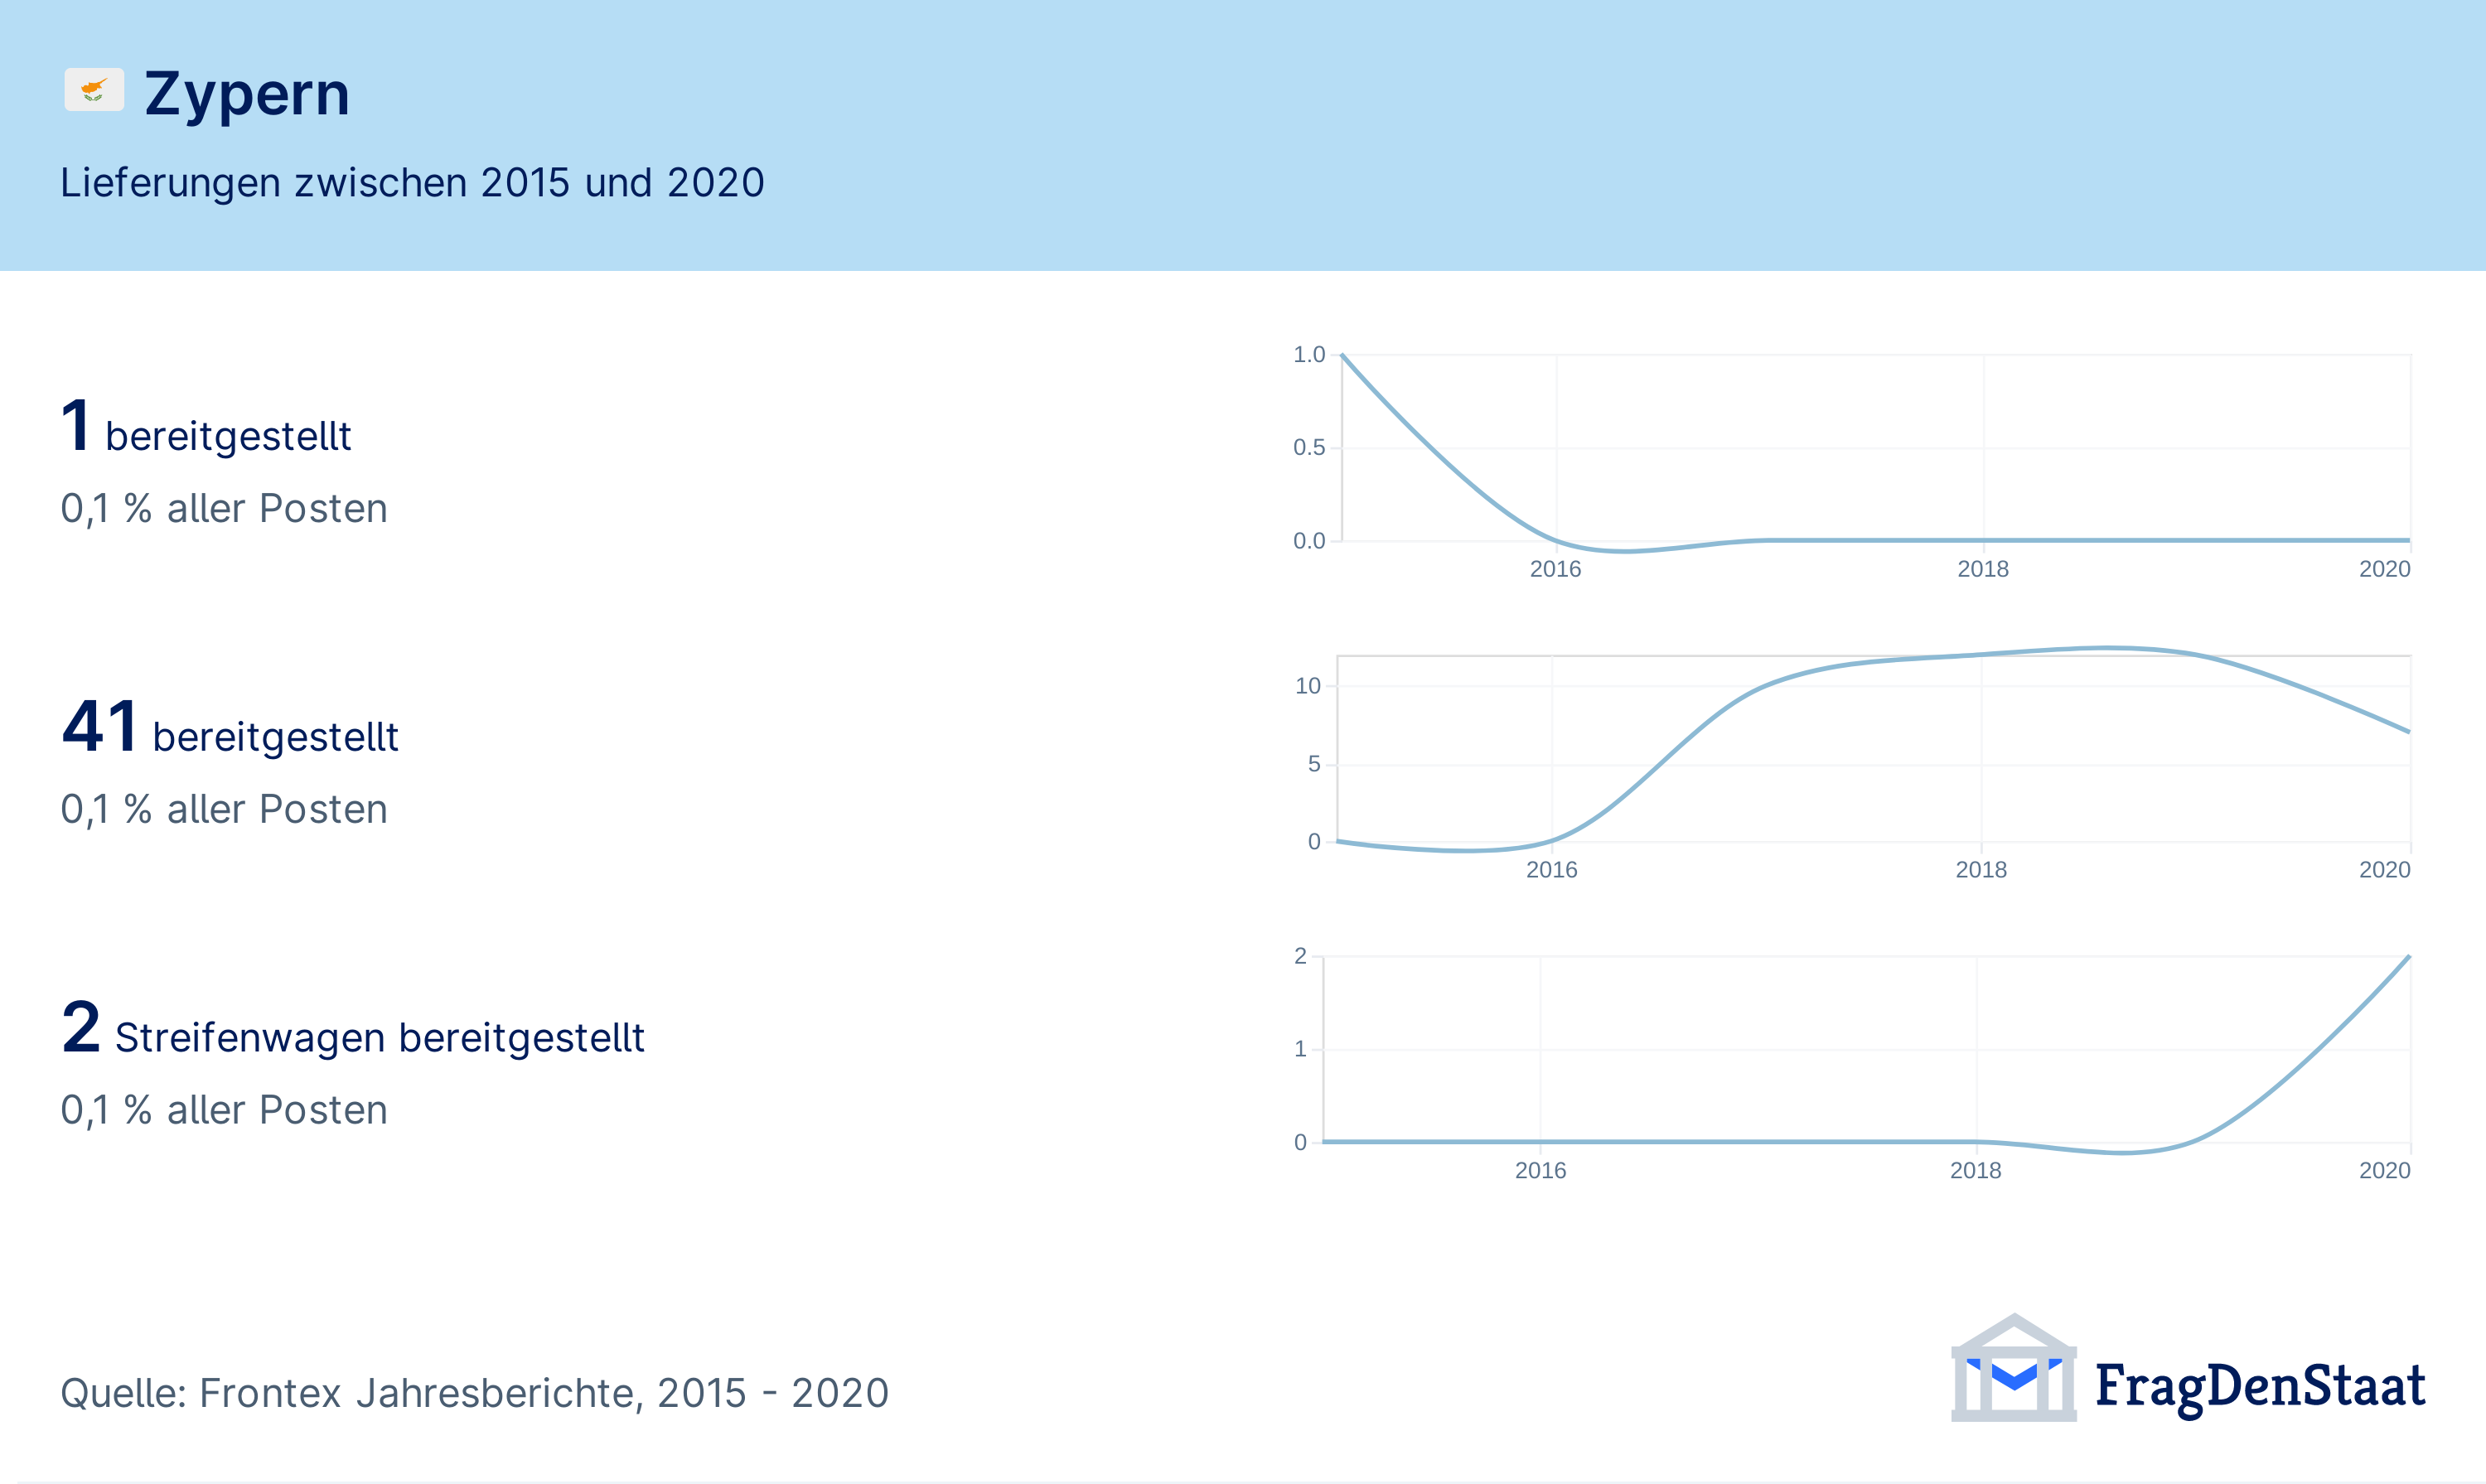 Zypern
Lieferungen zwischen 2015 und 2020
1 bereitgestellt
0,1 % aller Posten
1.0
0.5
0.0
2016 2018 2020
41 bereitgestellt
0,1 % aller Posten
10
5
0
2016 2018 2020
2 Streifenwagen bereitgestellt
0,1 % aller Posten
2
1
0
2016 2018 2020
Quelle: Frontex Jahresberichte, 2015 - 2020
FragDenStaat